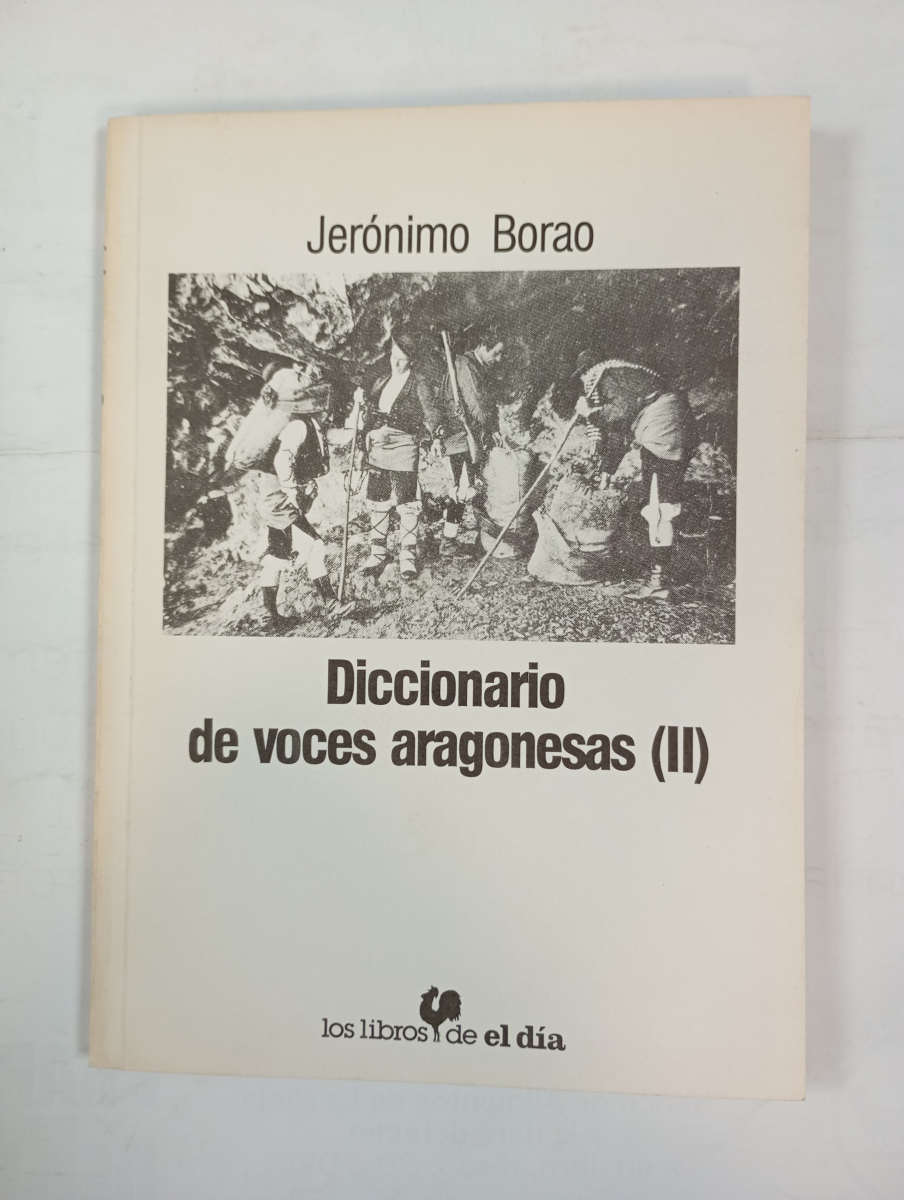 Jerónimo Borao
Diccionario
de voces aragonesas (II)
los libros de el día